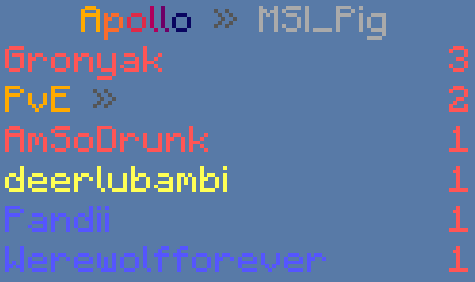 Apollo » MSI_Pig
Gronyak 3
PvE » 2
AmSoDrunk 1
deerlubambi 1
Pandii 1
Werewolfforever 1